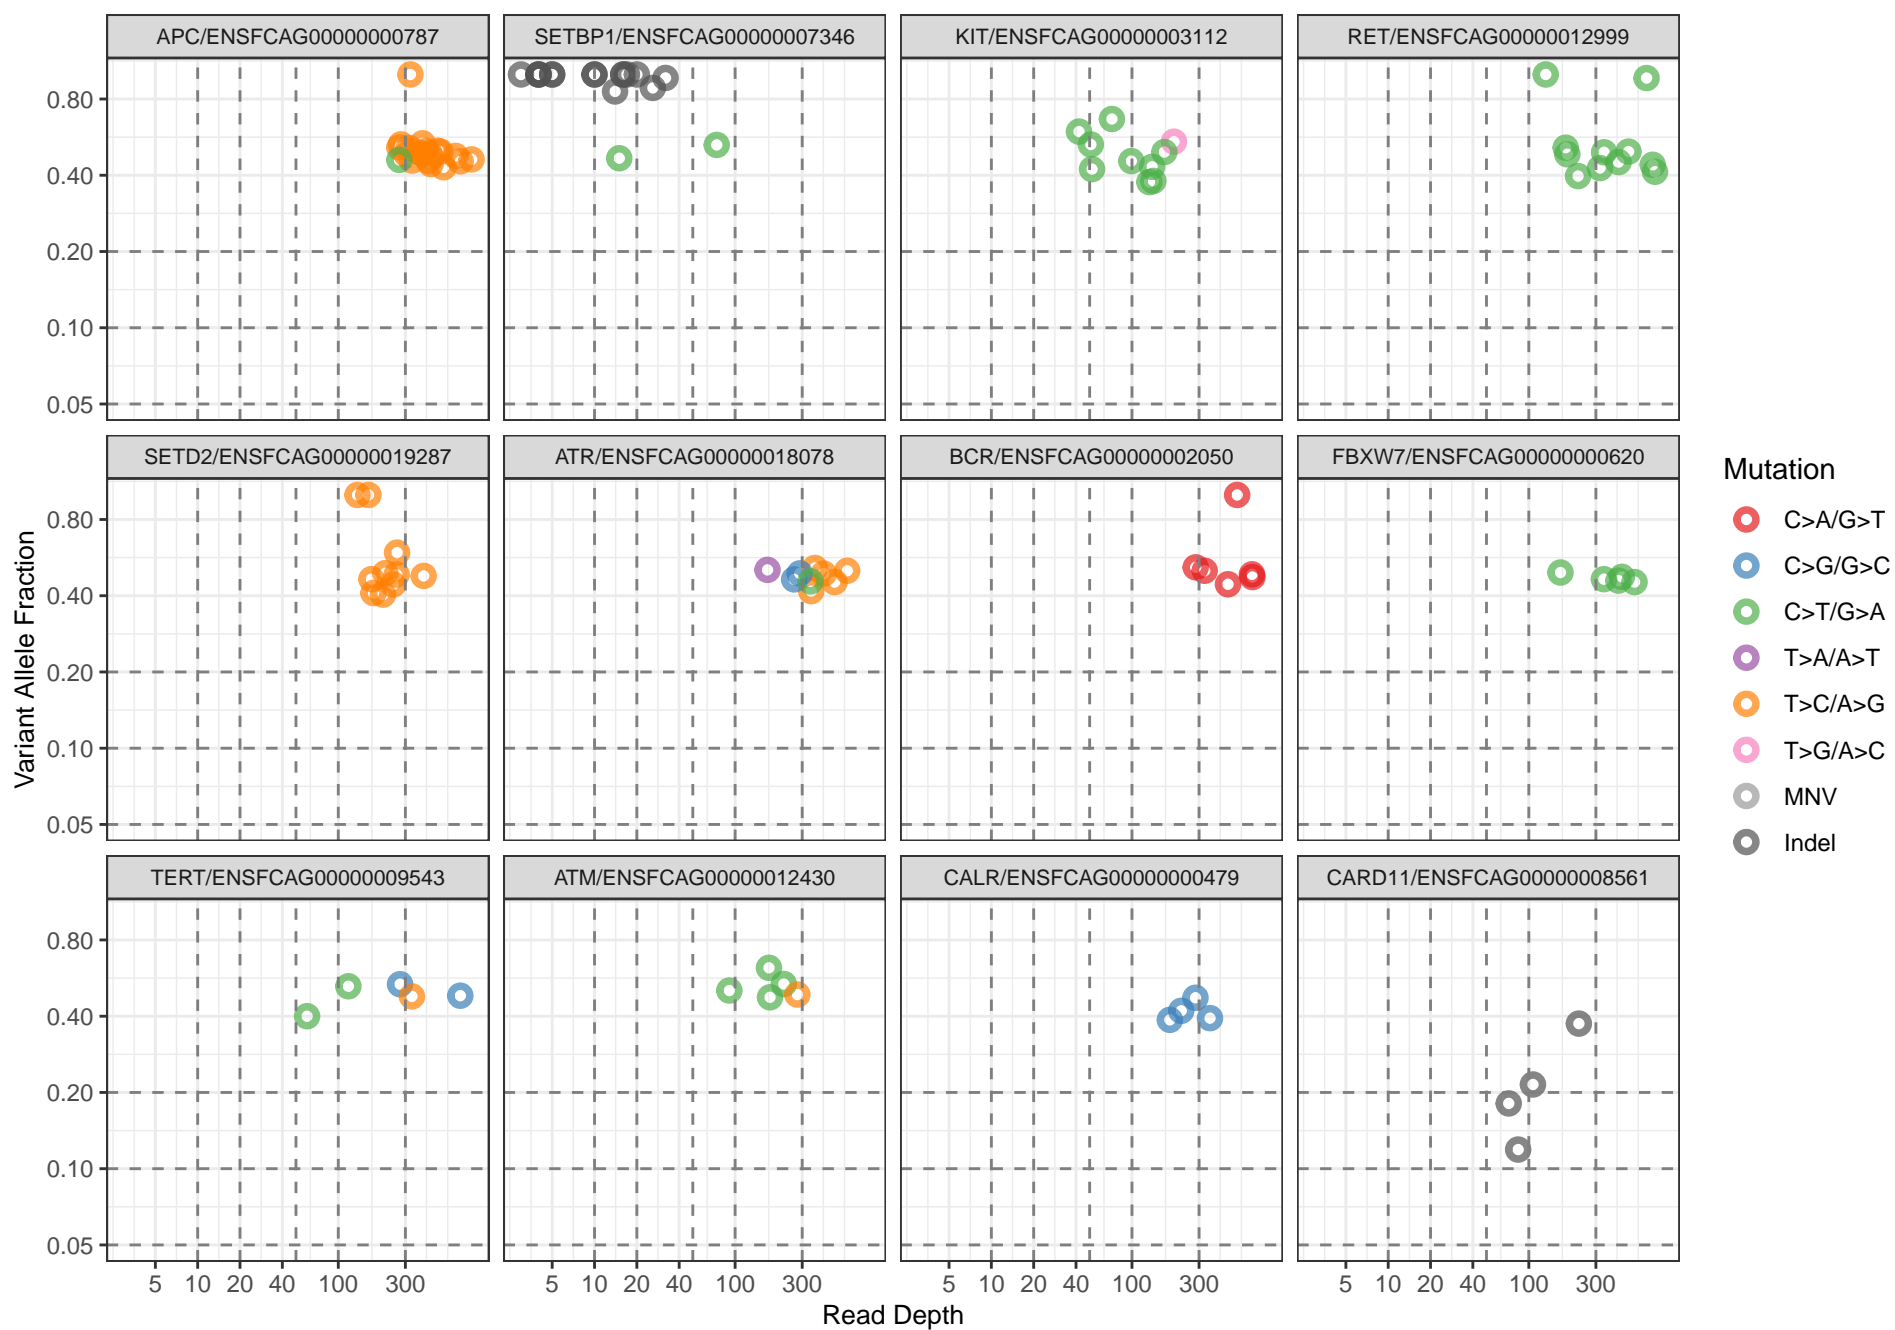 APC/ENSFCAG00000000787
SETBP1/ENSFCAG00000007346
KIT/ENSFCAG00000003112
RET/ENSFCAG00000012999
0.80
0.40
0.20
0.10
0.05
SETD2/ENSFCAG00000019287
ATR/ENSFCAG00000018078
BCR/ENSFCAG00000002050
FBXW7/ENSFCAG00000000620
0.80
0.40
0.20
0.10
0.05
TERT/ENSFCAG00000009543
ATM/ENSFCAG00000012430
CALR/ENSFCAG00000000479
CARD11/ENSFCAG00000008561
0.80
0.40
0.20
0.10
0.05
5 10 20 40 100 300
5 10 20 40 100 300
5 10 20 40 100 300
5 10 20 40 100 300
Read Depth
Variant Allele Fraction
Mutation
C>A/G>T
C>G/G>C
C>T/G>A
T>A/A>T
T>C/A>G
T>G/A>C
MNV
Indel